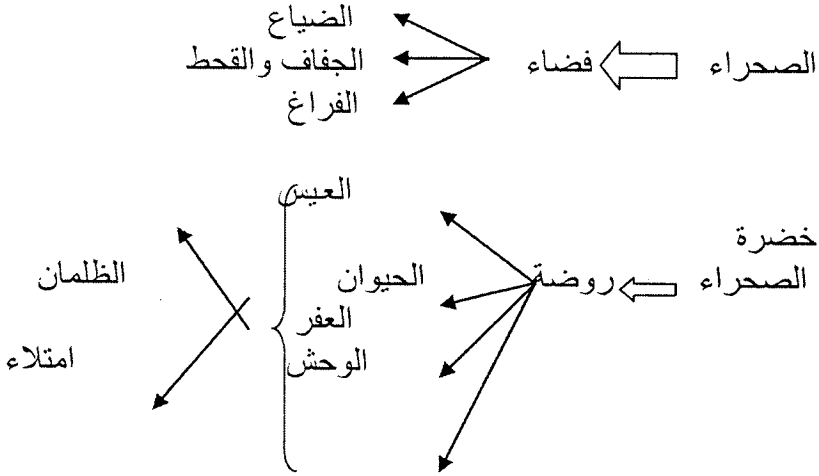 الضياع
الصحراء فضاء الجفاف والقحط
الفراغ
العيس
خضرة
الصحراء روضة الحيوان الظلمان
العفر
الوحش امتلاء